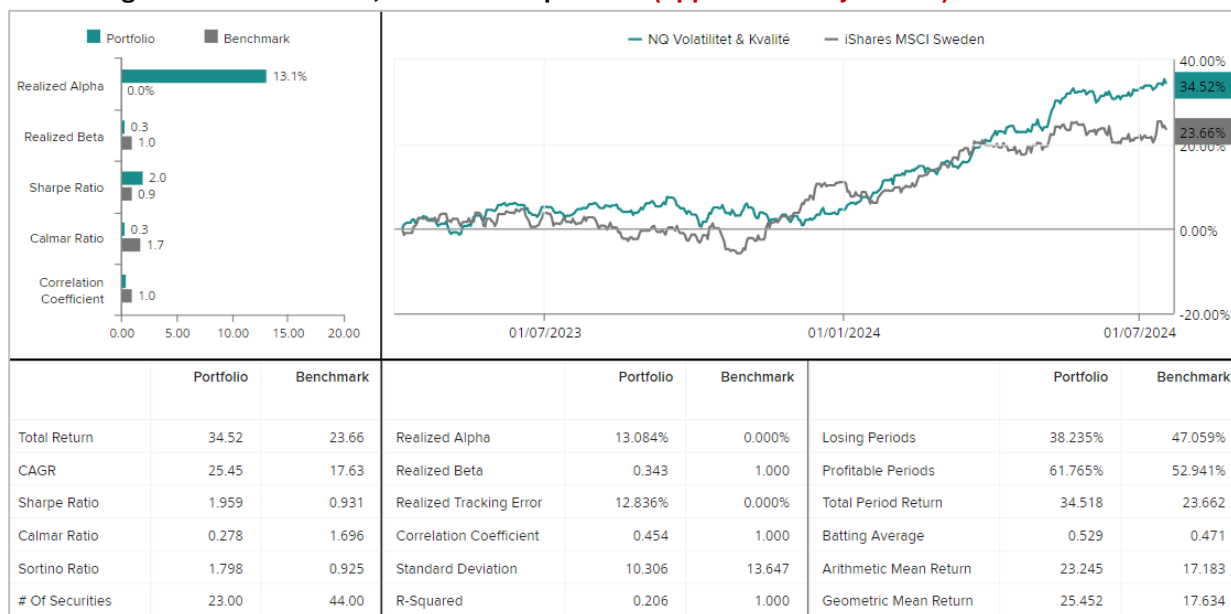 Portfolio Benchmark
Realized Alpha 13.1%
0.0%
Realized Beta 0.3
1.0
Sharpe Ratio 2.0
0.9
Calmar Ratio 0.3
1.7
Correlation
Coefficient 1.0
0.00 5.00 10.00 15.00 20.00
NQ Volatilitet & Kvalité iShares MSCI Sweden
40.00%
34.52%
23.66%
20.00%
0.00%
-20.00%
01/07/2023 01/01/2024 01/07/2024
Portfolio Benchmark
Total Return 34.52 23.66
CAGR 25.45 17.63
Sharpe Ratio 1.959 0.931
Calmar Ratio 0.278 1.696
Sortino Ratio 1.798 0.925
# Of Securities 23.00 44.00
Portfolio Benchmark
Realized Alpha 13.084% 0.000%
Realized Beta 0.343 1.000
Realized Tracking Error 12.836% 0.000%
Correlation Coefficient 0.454 1.000
Standard Deviation 10.306 13.647
R-Squared 0.206 1.000
Portfolio Benchmark
Losing Periods 38.235% 47.059%
Profitable Periods 61.765% 52.941%
Total Period Return 34.518 23.662
Batting Average 0.529 0.471
Arithmetic Mean Return 23.245 17.183
Geometric Mean Return 25.452 17.634